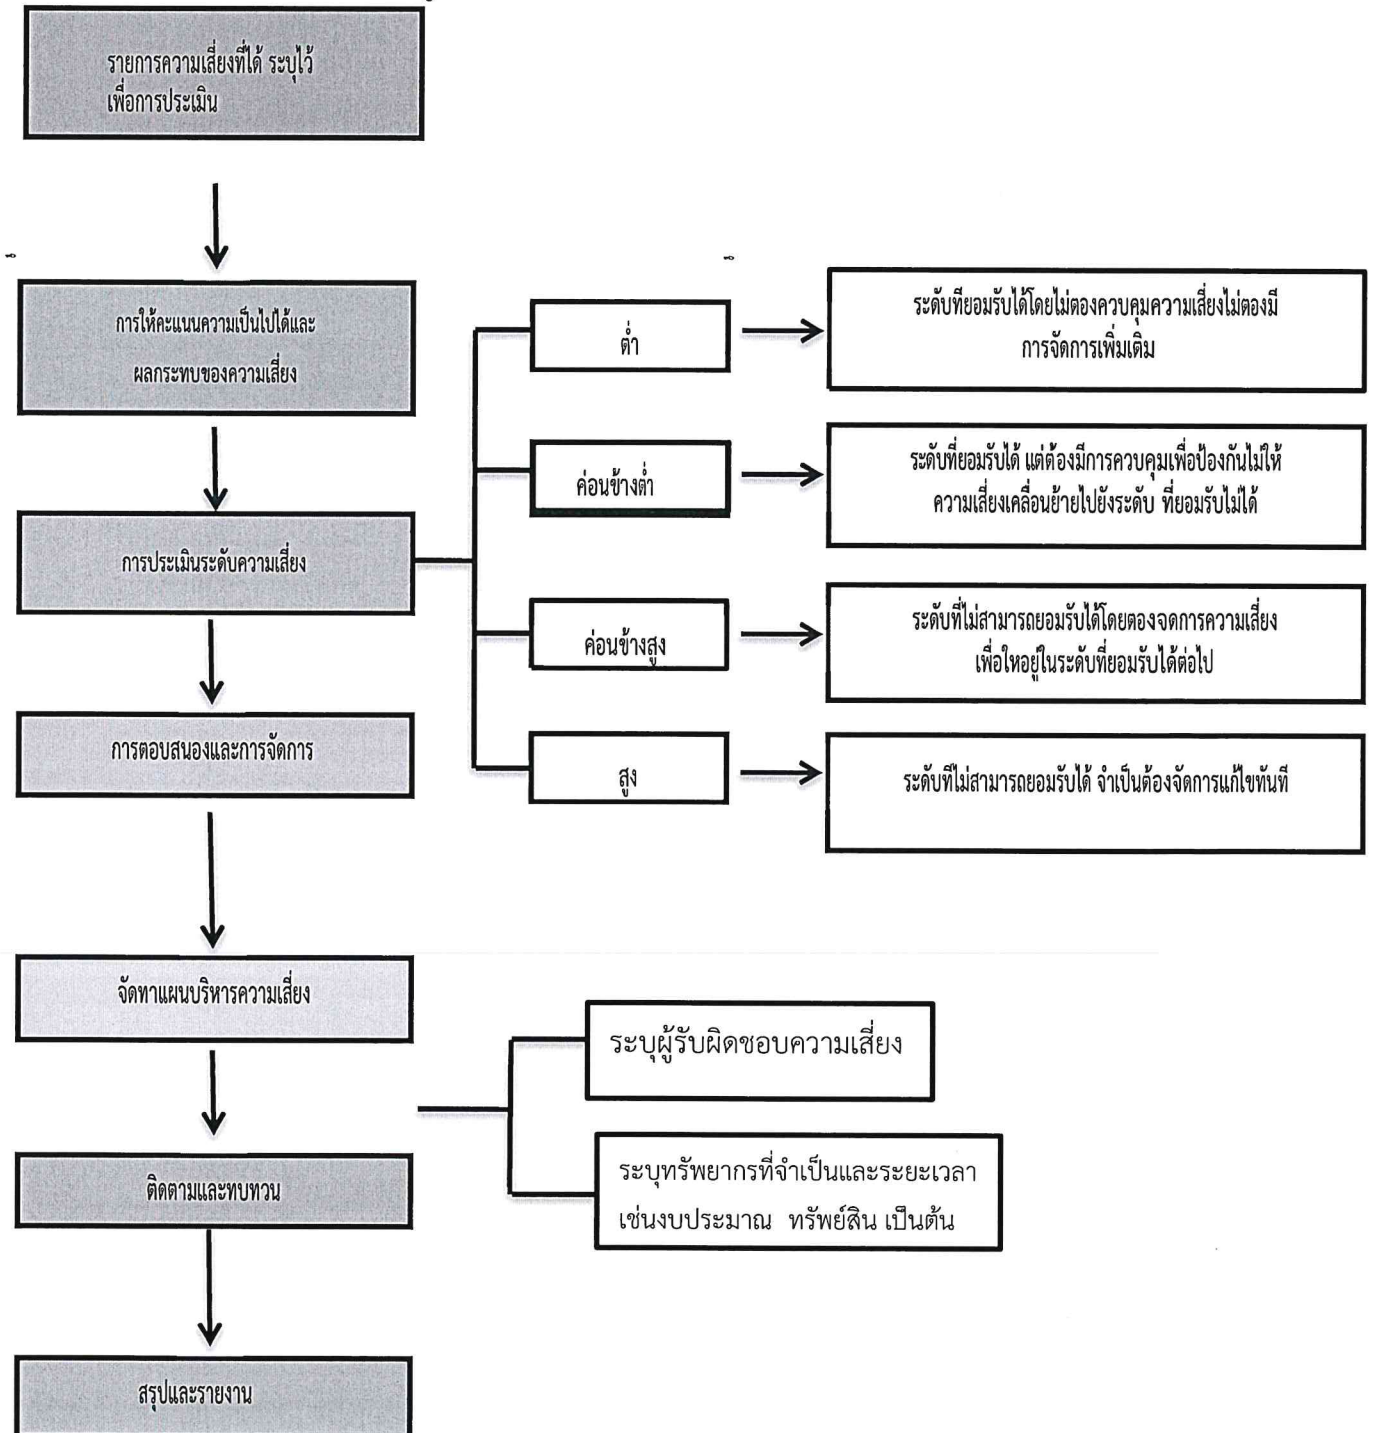 รายการความเสี่ยงที่ได้ ระบุไว้
เพื่อการประเมิน
การให้คะแนนความเป็นไปได้และ
ผลกระทบของความเสี่ยง
การประเมินระดับความเสี่ยง
ต่ำ
ระดับทียอมรับได้โดยไม่ตองควบคุมความเสี่ยงไม่ตองมี
การจัดการเพิ่มเติม
ค่อนข้างต่ำ
ระดับที่ยอมรับได้ แต่ต้องมีการควบคุมเพื่อป้องกันไม่ให้
ความเสี่ยงเคลื่อนย้ายไปยังระดับ ที่ยอมรับไม่ได้
ค่อนข้างสูง
ระดับที่ไม่สามารถยอมรับได้โดยตองจดการความเสี่ยง
เพื่อใหอยู่ในระดับที่ยอมรับได้ต่อไป
สูง
ระดับทีไม่สามารถยอมรับได้ จำเป็นต้องจัดการแก้ไขทันที
การตอบสนองและการจัดการ
จัดทาแผนบริหารความเสี่ยง
ระบุผู้รับผิดชอบความเสี่ยง
ระบุทรัพยากรที่จำเป็นและระยะเวลา
เช่นงบประมาณ ทรัพย์สิน เป็นต้น
ติดตามและทบทวน
สรุปและรายงาน